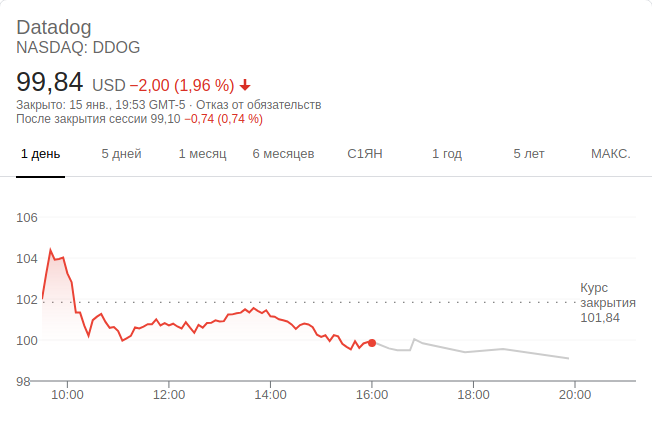 Datadog
NASDAQ: DDOG
99,84 USD −2,00 (1,96 %)
Закрыто: 15 янв., 19:53 GMT-5 · Отказ от обязательств
После закрытия сессии 99,10 −0,74 (0,74 %)
1 день 5 дней 1 месяц 6 месяцев С1ЯН 1 год 5 лет МАКС.
106
104
102
100
98
Курс
закрытия
101,84
10:00 12:00 14:00 16:00 18:00 20:00